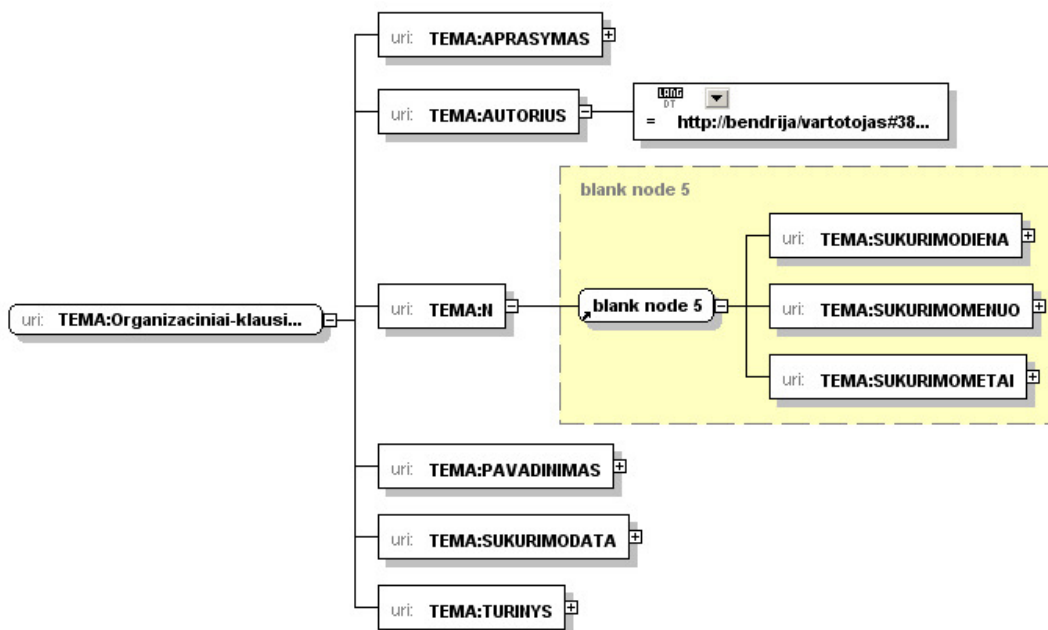 uri: TEMA:APRASYMAS
uri: TEMA:AUTORIUS
LANG
DT
= http://bendrija/vartotojas#38...
blank node 5
uri: TEMA:SUKURIMODIENA
uri: TEMA:Organizaciniai-klausi...
uri: TEMA:N
blank node 5
uri: TEMA:SUKURIMOMENUO
uri: TEMA:SUKURIMOMETAI
uri: TEMA:PAVADINIMAS
uri: TEMA:SUKURIMODATA
uri: TEMA:TURINYS